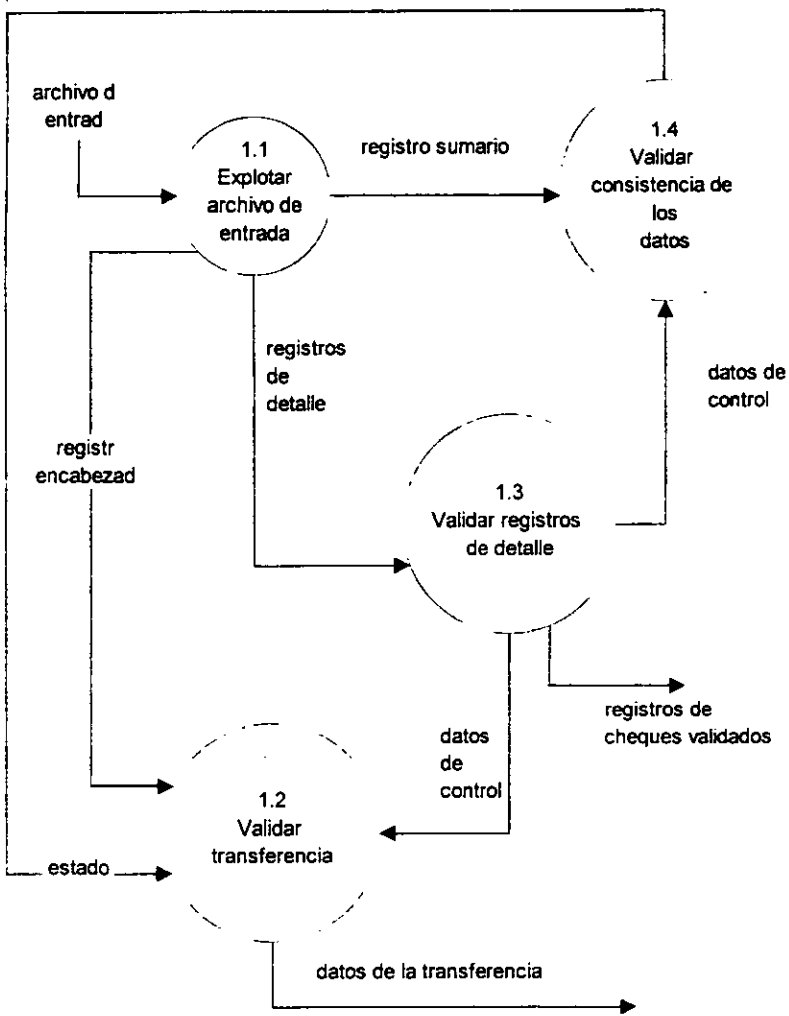 archivo d
entrad
1.1
Explotar
archivo de
entrada
registro sumario
1.4
Validar
consistencia de
los
datos
registros
de
detalle
datos de
control
registr
encabezad
1.3
Validar registros
de detalle
registros de
cheques validados
datos
de
control
1.2
Validar
transferencia
estado
datos de la transferencia